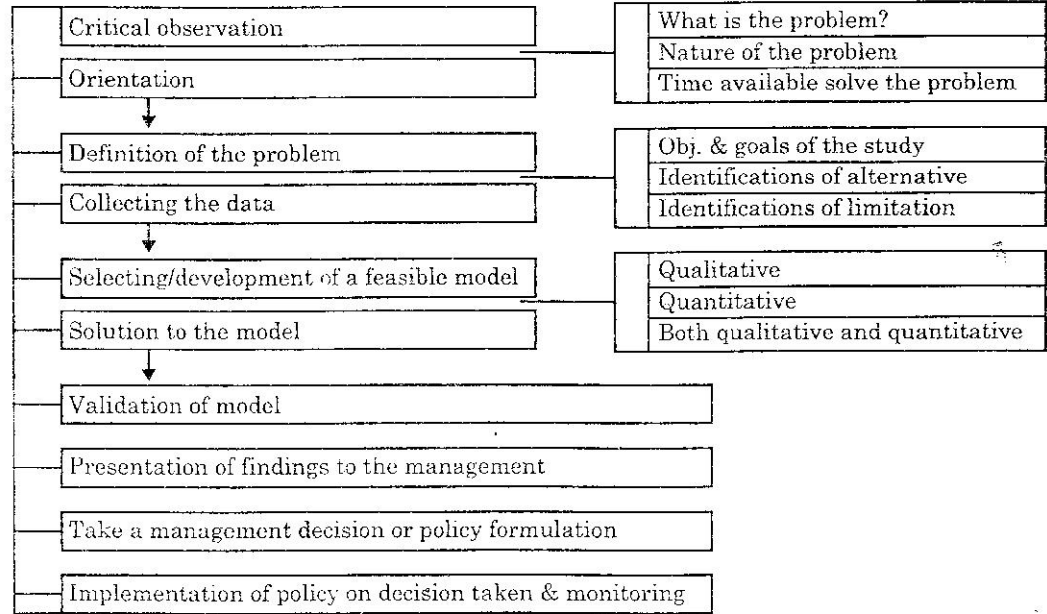 Critical observation
Orientation
What is the problem?
Nature of the problem
Time available solve the problem
Definition of the problem
Collecting the data
Obj. & goals of the study
Identifications of alternative
Identifications of limitation
Selecting/development of a feasible model
Solution to the model
Qualitative
Quantitative
Both qualitative and quantitative
Validation of model
Presentation of findings to the management
Take a management decision or policy formulation
Implementation of policy on decision taken & monitoring